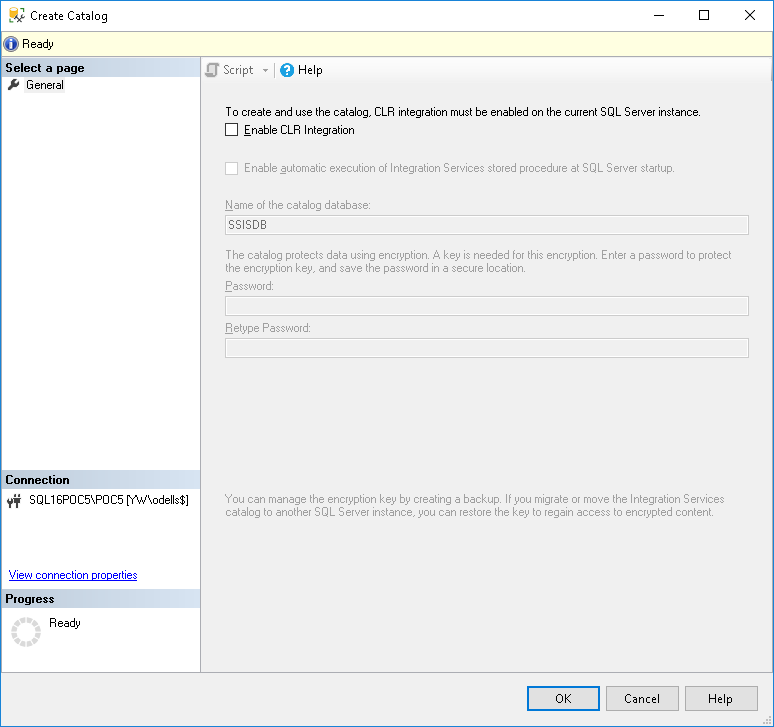 Create Catalog
Ready
Select a page
General
Script
Help
To create and use the catalog, CLR integration must be enabled on the current SQL Server instance.
Enable CLR Integration
Enable automatic execution of Integration Services stored procedure at SQL Server startup.
Name of the catalog database:
SSISDB
The catalog protects data using encryption. A key is needed for this encryption. Enter a password to protect
the encryption key, and save the password in a secure location.
Password:
Retype Password:
Connection
SQL16POC5\POC5 [YW\odells$]
You can manage the encryption key by creating a backup. If you migrate or move the Integration Services
catalog to another SQL Server instance, you can restore the key to regain access to encrypted content.
View connection properties
Progress
Ready
OK
Cancel
Help